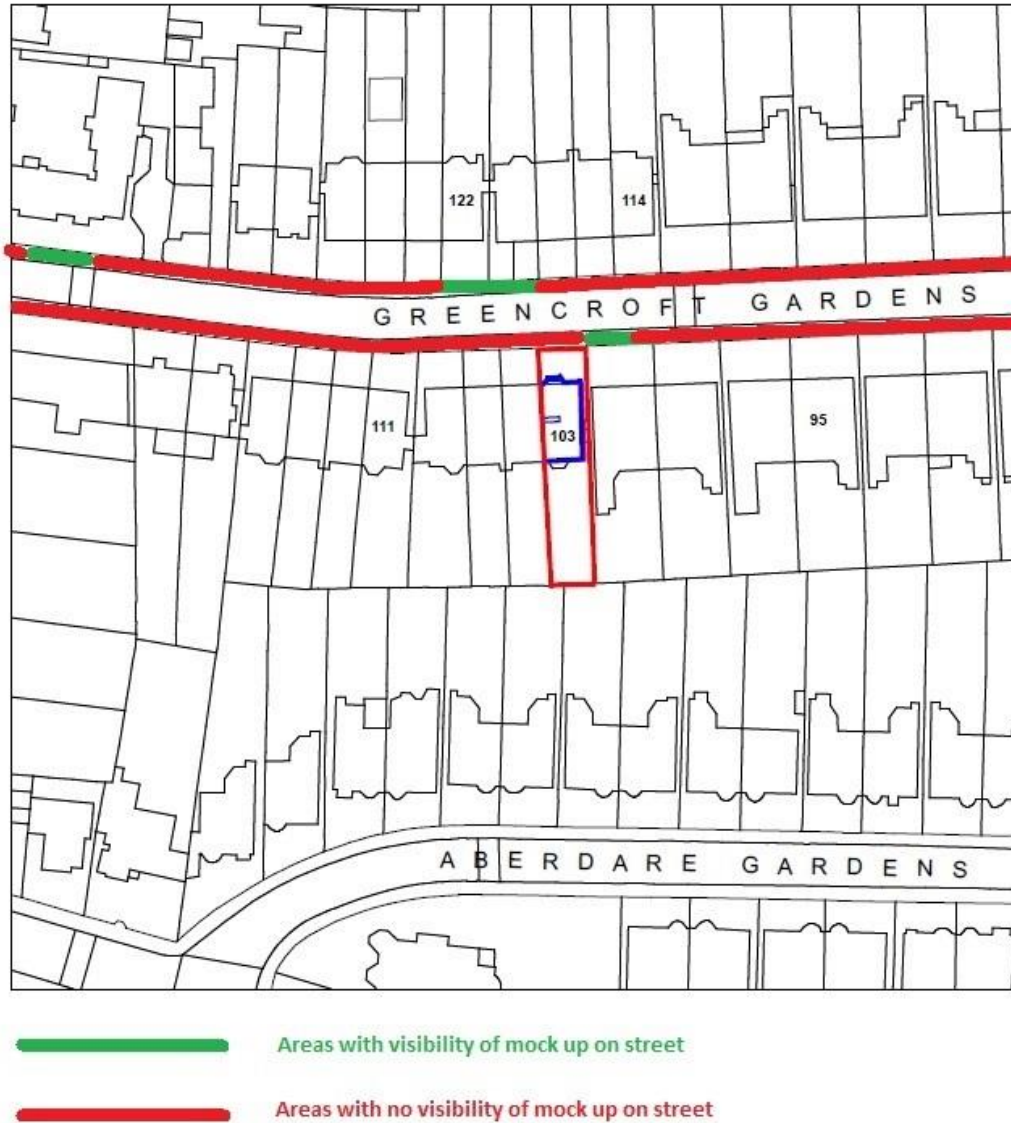 122
114
GREENCROFT GARDENS
111
103
95
ABERDARE GARDENS
Areas with visibility of mock up on street
Areas with no visibility of mock up on street